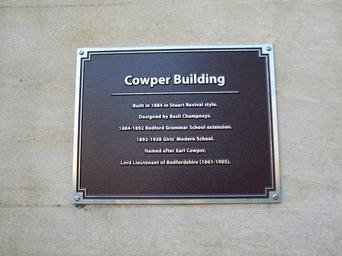 Cowper Building
Built in 1884 in Stuart Revival style.
Designed by Basil Champneys.
1884-1892 Bedford Grammar School extension.
1892-1938 Girls' Modern School.
Named after Earl Cowper,
Lord Lieutenant of Bedfordshire (1861-1905).